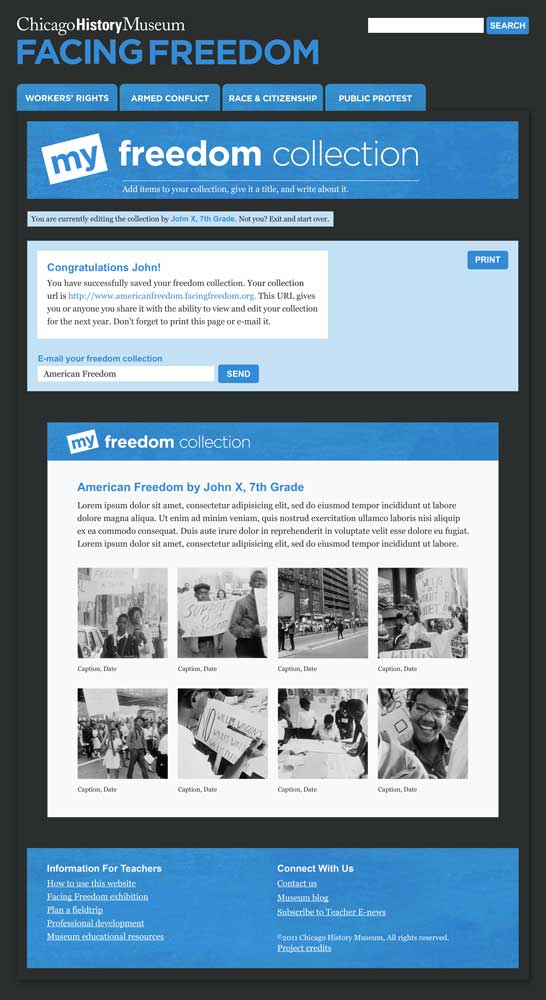 ChicagoHistoryMuseum
FACING FREEDOM
SEARCH
WORKERS' RIGHTS
ARMED CONFLICT
RACE & CITIZENSHIP
PUBLIC PROTEST
my freedom collection
Add items to your collection, give it a title, and write about it.
You are currently editing the collection by John X, 7th Grade. Not you? Exit and start over.
Congratulations John!
You have successfully saved your freedom collection. Your collection
url is http://www.americanfreedom.facingfreedom.org. This URL gives
you or anyone you share it with the ability to view and edit your collection
for the next year. Don't forget to print this page or e-mail it.
PRINT
E-mail your freedom collection
American Freedom
SEND
my freedom collection
American Freedom by John X, 7th Grade
Lorem ipsum dolor sit amet, consectetur adipisicing elit, sed do eiusmod tempor incididunt ut labore
dolore magna aliqua. Ut enim ad minim veniam, quis nostrud exercitation ullamco laboris nisi aliquip
ex ea commodo consequat. Duis aute irure dolor in reprehenderit in voluptate velit esse dolore eu fugiat.
Lorem ipsum dolor sit amet, consectetur adipisicing elit, sed do eiusmod tempor incididunt ut labore.
Caption, Date
Caption, Date
Caption, Date
Caption, Date
Caption, Date
Caption, Date
Caption, Date
Caption, Date
Information For Teachers
How to use this website
Facing Freedom exhibition
Plan a fieldtrip
Professional development
Museum educational resources
Connect With Us
Contact us
Museum blog
Subscribe to Teacher E-news
©2011 Chicago History Museum, All rights reserved.
Project credits